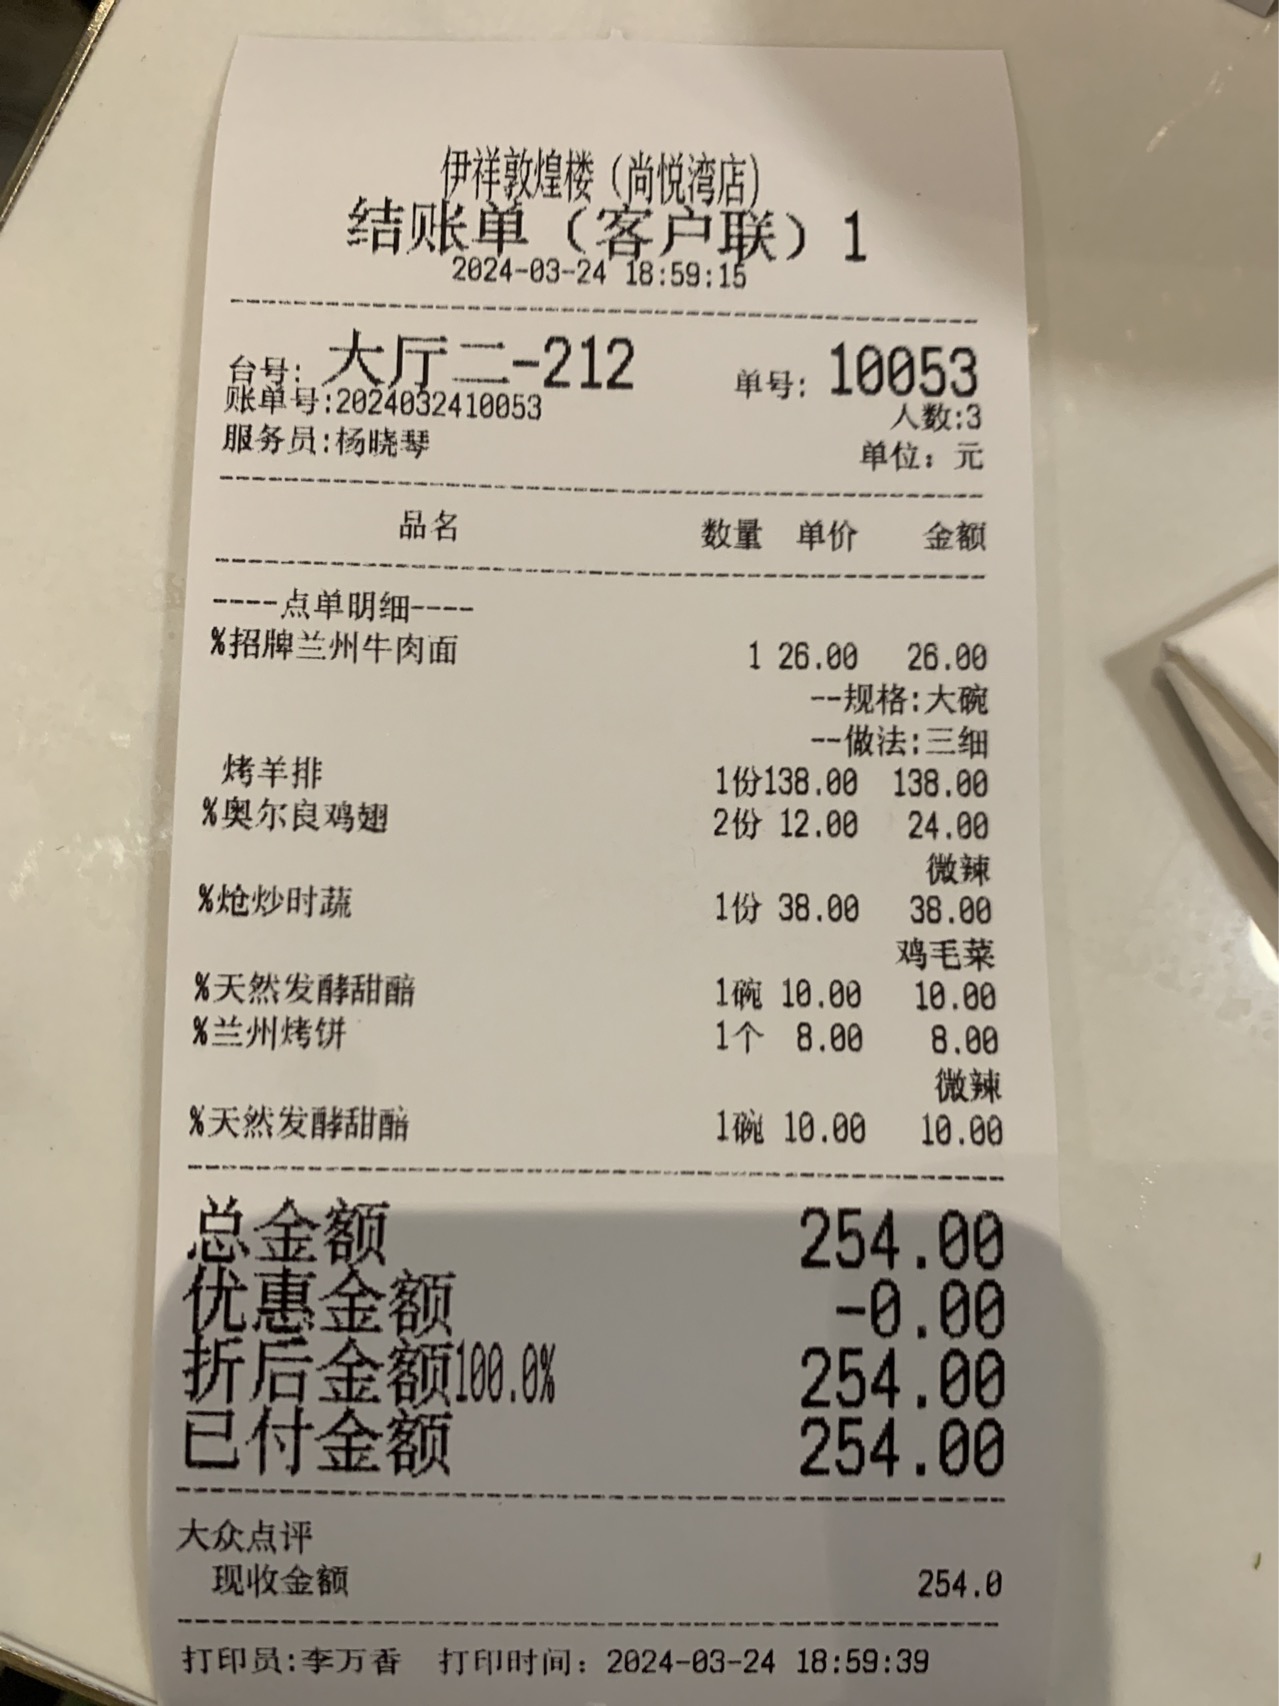 伊祥敦煌楼（尚悦湾店）
结账单（客户联）1
2024-03-24 18:59:15
台号: 大厅二-212 单号: 10053
账单号:2024032410053 人数:3
服务员:杨晓琴 单位: 元
品名 数量 单价 金额
----点单明细----
%招牌兰州牛肉面 1 26.00 26.00
--规格:大碗
--做法:三细
烤羊排 1份138.00 138.00
%奥尔良鸡翅 2份 12.00 24.00
微辣
%炝炒时蔬 1份 38.00 38.00
鸡毛菜
%天然发酵甜醅 1碗 10.00 10.00
%兰州烤饼 1个 8.00 8.00
微辣
%天然发酵甜醅 1碗 10.00 10.00
总金额 254.00
优惠金额 -0.00
折后金额100.0% 254.00
已付金额 254.00
大众点评
现收金额 254.0
打印员:李万香 打印时间: 2024-03-24 18:59:39